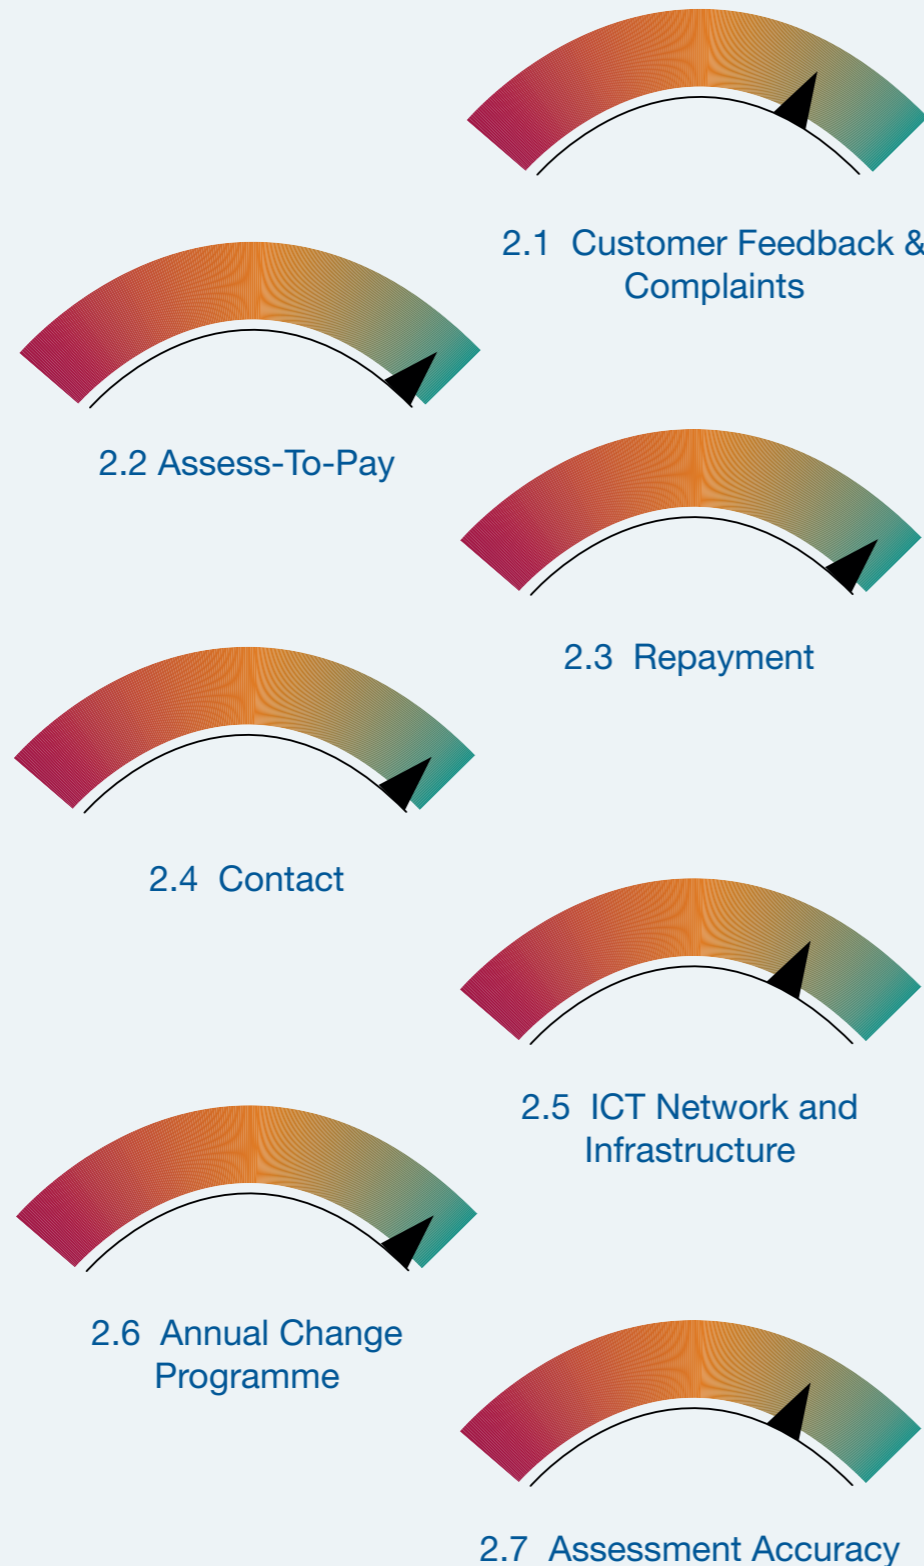 2.1 Customer Feedback &
Complaints
2.2 Assess-To-Pay
2.3 Repayment
2.4 Contact
2.5 ICT Network and
Infrastructure
2.6 Annual Change
Programme
2.7 Assessment Accuracy